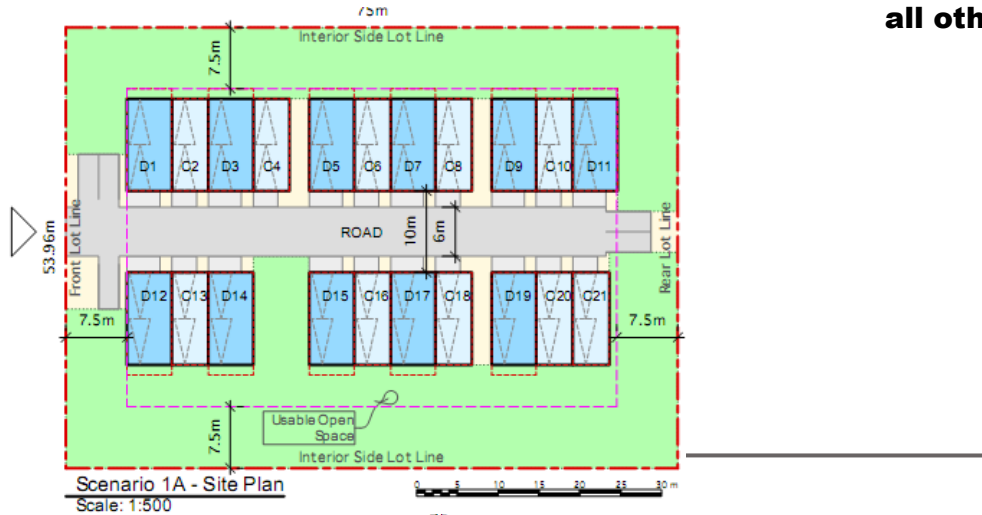 75m
all oth
Interior Side Lot Line
7.5m
D1 C2 D3 C4 D5 C6 D7 C8 D9 C10 D11
ROAD
10m
6m
53.96m
Front Lot Line
Rear Lot Line
D12 C13 D14 D15 C16 D17 C18 D19 C20 C21
7.5m
7.5m
7.5m
Usable Open
Space
Interior Side Lot Line
Scenario 1A - Site Plan
Scale: 1:500
0 5 10 15 20 25 30 m